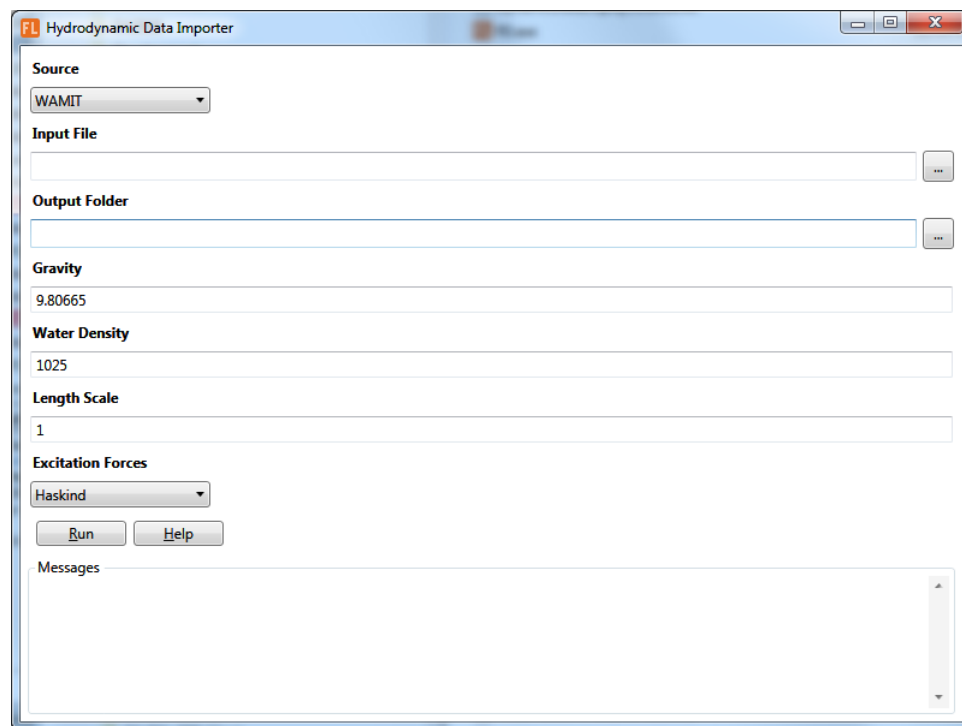 FL Hydrodynamic Data Importer
Source
WAMIT
Input File
...
Output Folder
...
Gravity
9.80665
Water Density
1025
Length Scale
1
Excitation Forces
Haskind
Run Help
Messages